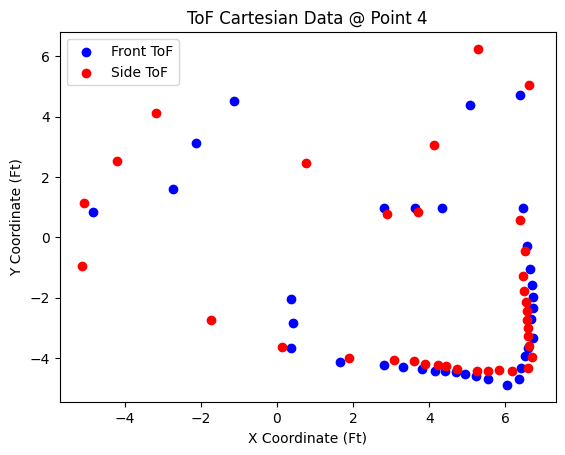 ToF Cartesian Data @ Point 4
Front ToF
Side ToF
Y Coordinate (Ft)
6
4
2
0
−2
−4
−4
−2
0
2
4
6
X Coordinate (Ft)